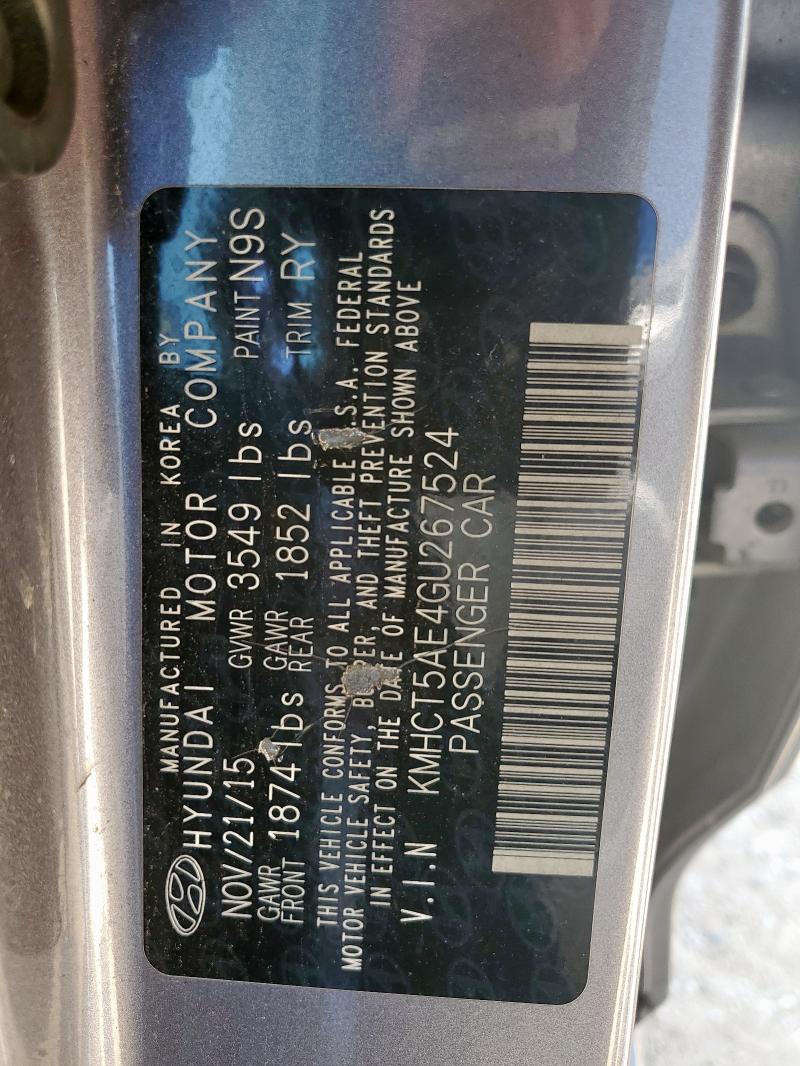 MANUFACTURED IN KOREA BY
HYUNDAI MOTOR COMPANY
NOV/21/15 GVWR 3549 lbs PAINT N9S
GAWR FRONT 1874 lbs GAWR REAR 1852 lbs TRIM RY
THIS VEHICLE CONFORMS TO ALL APPLICABLE .S.A. FEDERAL
MOTOR VEHICLE SAFETY, AND THEFT PREVENTION STANDARDS
IN EFFECT ON THE DATE OF MANUFACTURE SHOWN ABOVE
V.I.N KMHCT5AE4GU267524
PASSENGER CAR